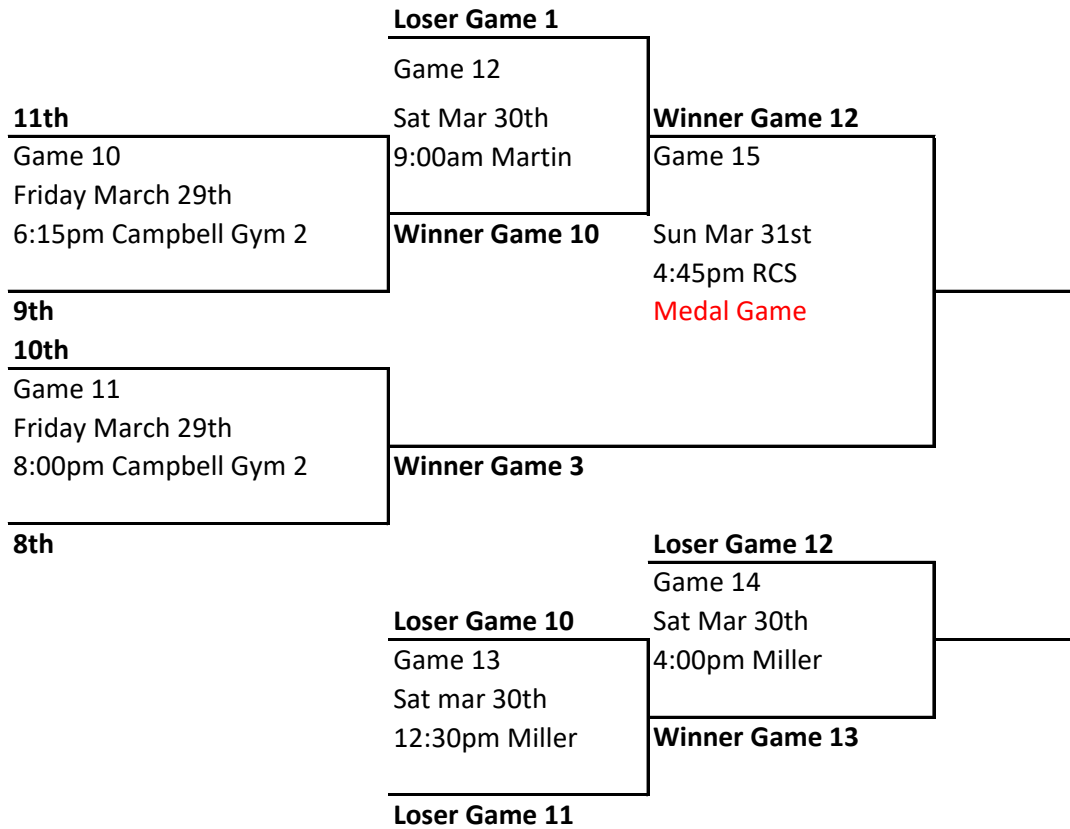 Loser Game 1
Game 12
11th
Sat Mar 30th
Winner Game 12
Game 10
9:00am Martin
Game 15
Friday March 29th
6:15pm Campbell Gym 2
Winner Game 10
Sun Mar 31st
4:45pm RCS
9th
Medal Game
10th
Game 11
Friday March 29th
8:00pm Campbell Gym 2
Winner Game 3
8th
Loser Game 12
Game 14
Loser Game 10
Sat Mar 30th
Game 13
4:00pm Miller
Sat mar 30th
12:30pm Miller
Winner Game 13
Loser Game 11